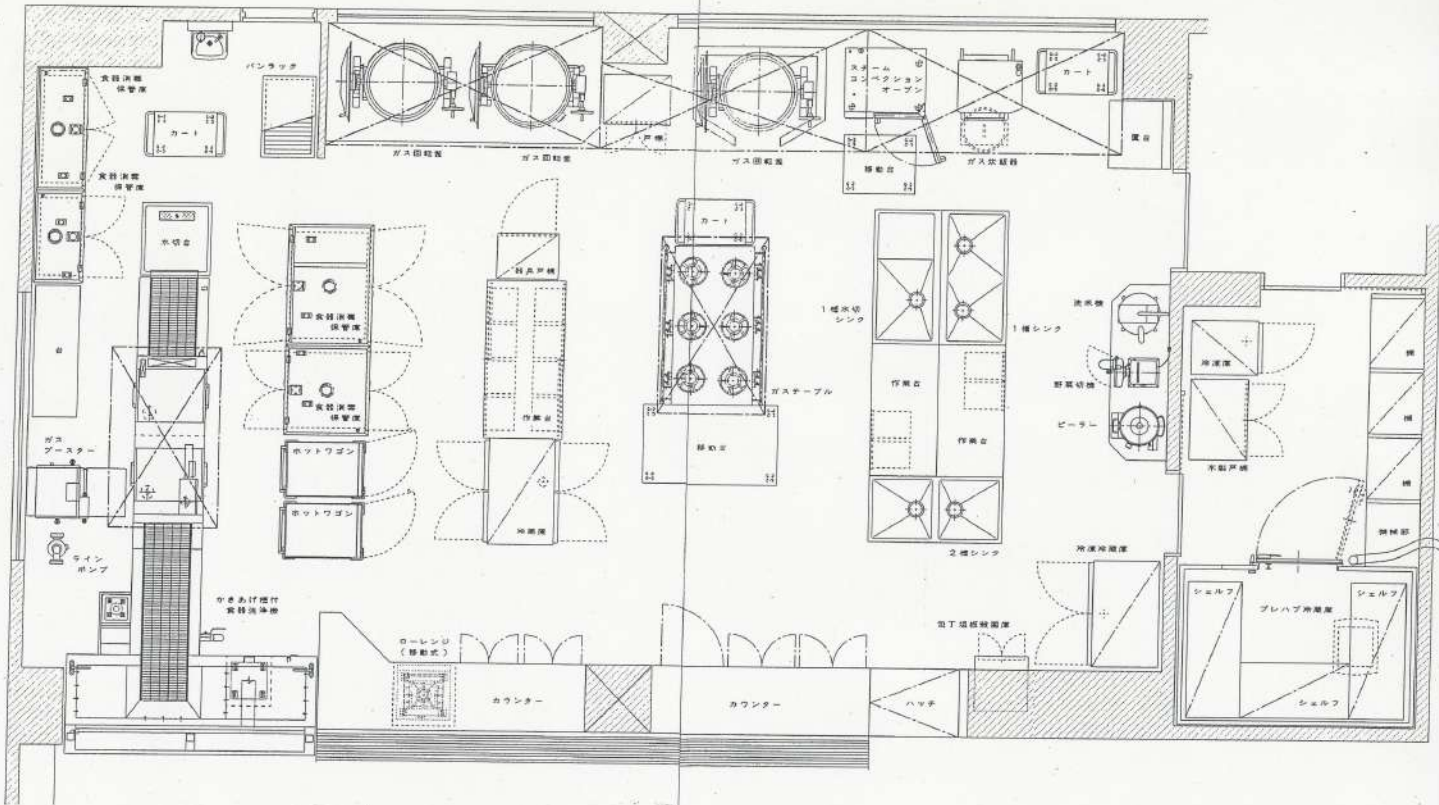 パンラック
食器消毒
保管庫
カート
食器消毒
保管庫
ガス回転釜
ガス回転釜
戸棚
ガス回転釜
スチーム
コンベクション
オーブン
移動台
ガス炊飯器
カート
置台
水切台
台
食器消毒
保管庫
食器消毒
保管庫
ホットワゴン
ホットワゴン
器具戸棚
作業台
冷蔵庫
カート
ガステーブル
移動台
1槽水切
シンク
1槽シンク
作業台
作業台
2槽シンク
洗米機
野菜切機
ピーラー
冷凍庫
木製戸棚
棚
棚
棚
機械部
ガス
ブースター
ライン
ポンプ
かきあげ槽付
食器洗浄機
ローレンジ
(移動式)
カウンター
カウンター
ハッチ
包丁俎板殺菌庫
冷凍冷蔵庫
シェルフ
プレハブ冷蔵庫
シェルフ
シェルフ